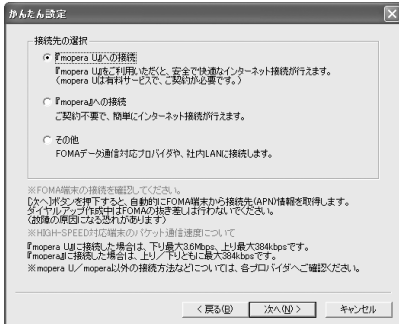 かんたん設定
接続先の選択
『mopera U』への接続
『mopera U』をご利用いただくと、安全で快適なインターネット接続が行えます。
(mopera Uは有料サービスで、ご契約が必要です。)
『mopera』への接続
ご契約不要で、簡単にインターネット接続が行えます。
その他
FOMAデータ通信対応プロバイダや、社内LANに接続します。
※FOMA端末の接続を確認してください。
[次へ]ボタンを押下すると、自動的にFOMA端末から接続先(APN)情報を取得します。
ダイヤルアップ作成中はFOMAの抜き差しは行わないでください。
(故障の原因になる恐れがあります)
※HIGH-SPEED対応端末のパケット通信速度について
『mopera U』に接続した場合は、下り最大3.6Mbps、上り最大384kbpsです。
『mopera』に接続した場合は、上り/下りともに最大384kbpsです。
※mopera U/mopera以外の接続方法などについては、各プロバイダへご確認ください。
< 戻る(B) 次へ(N) > キャンセル